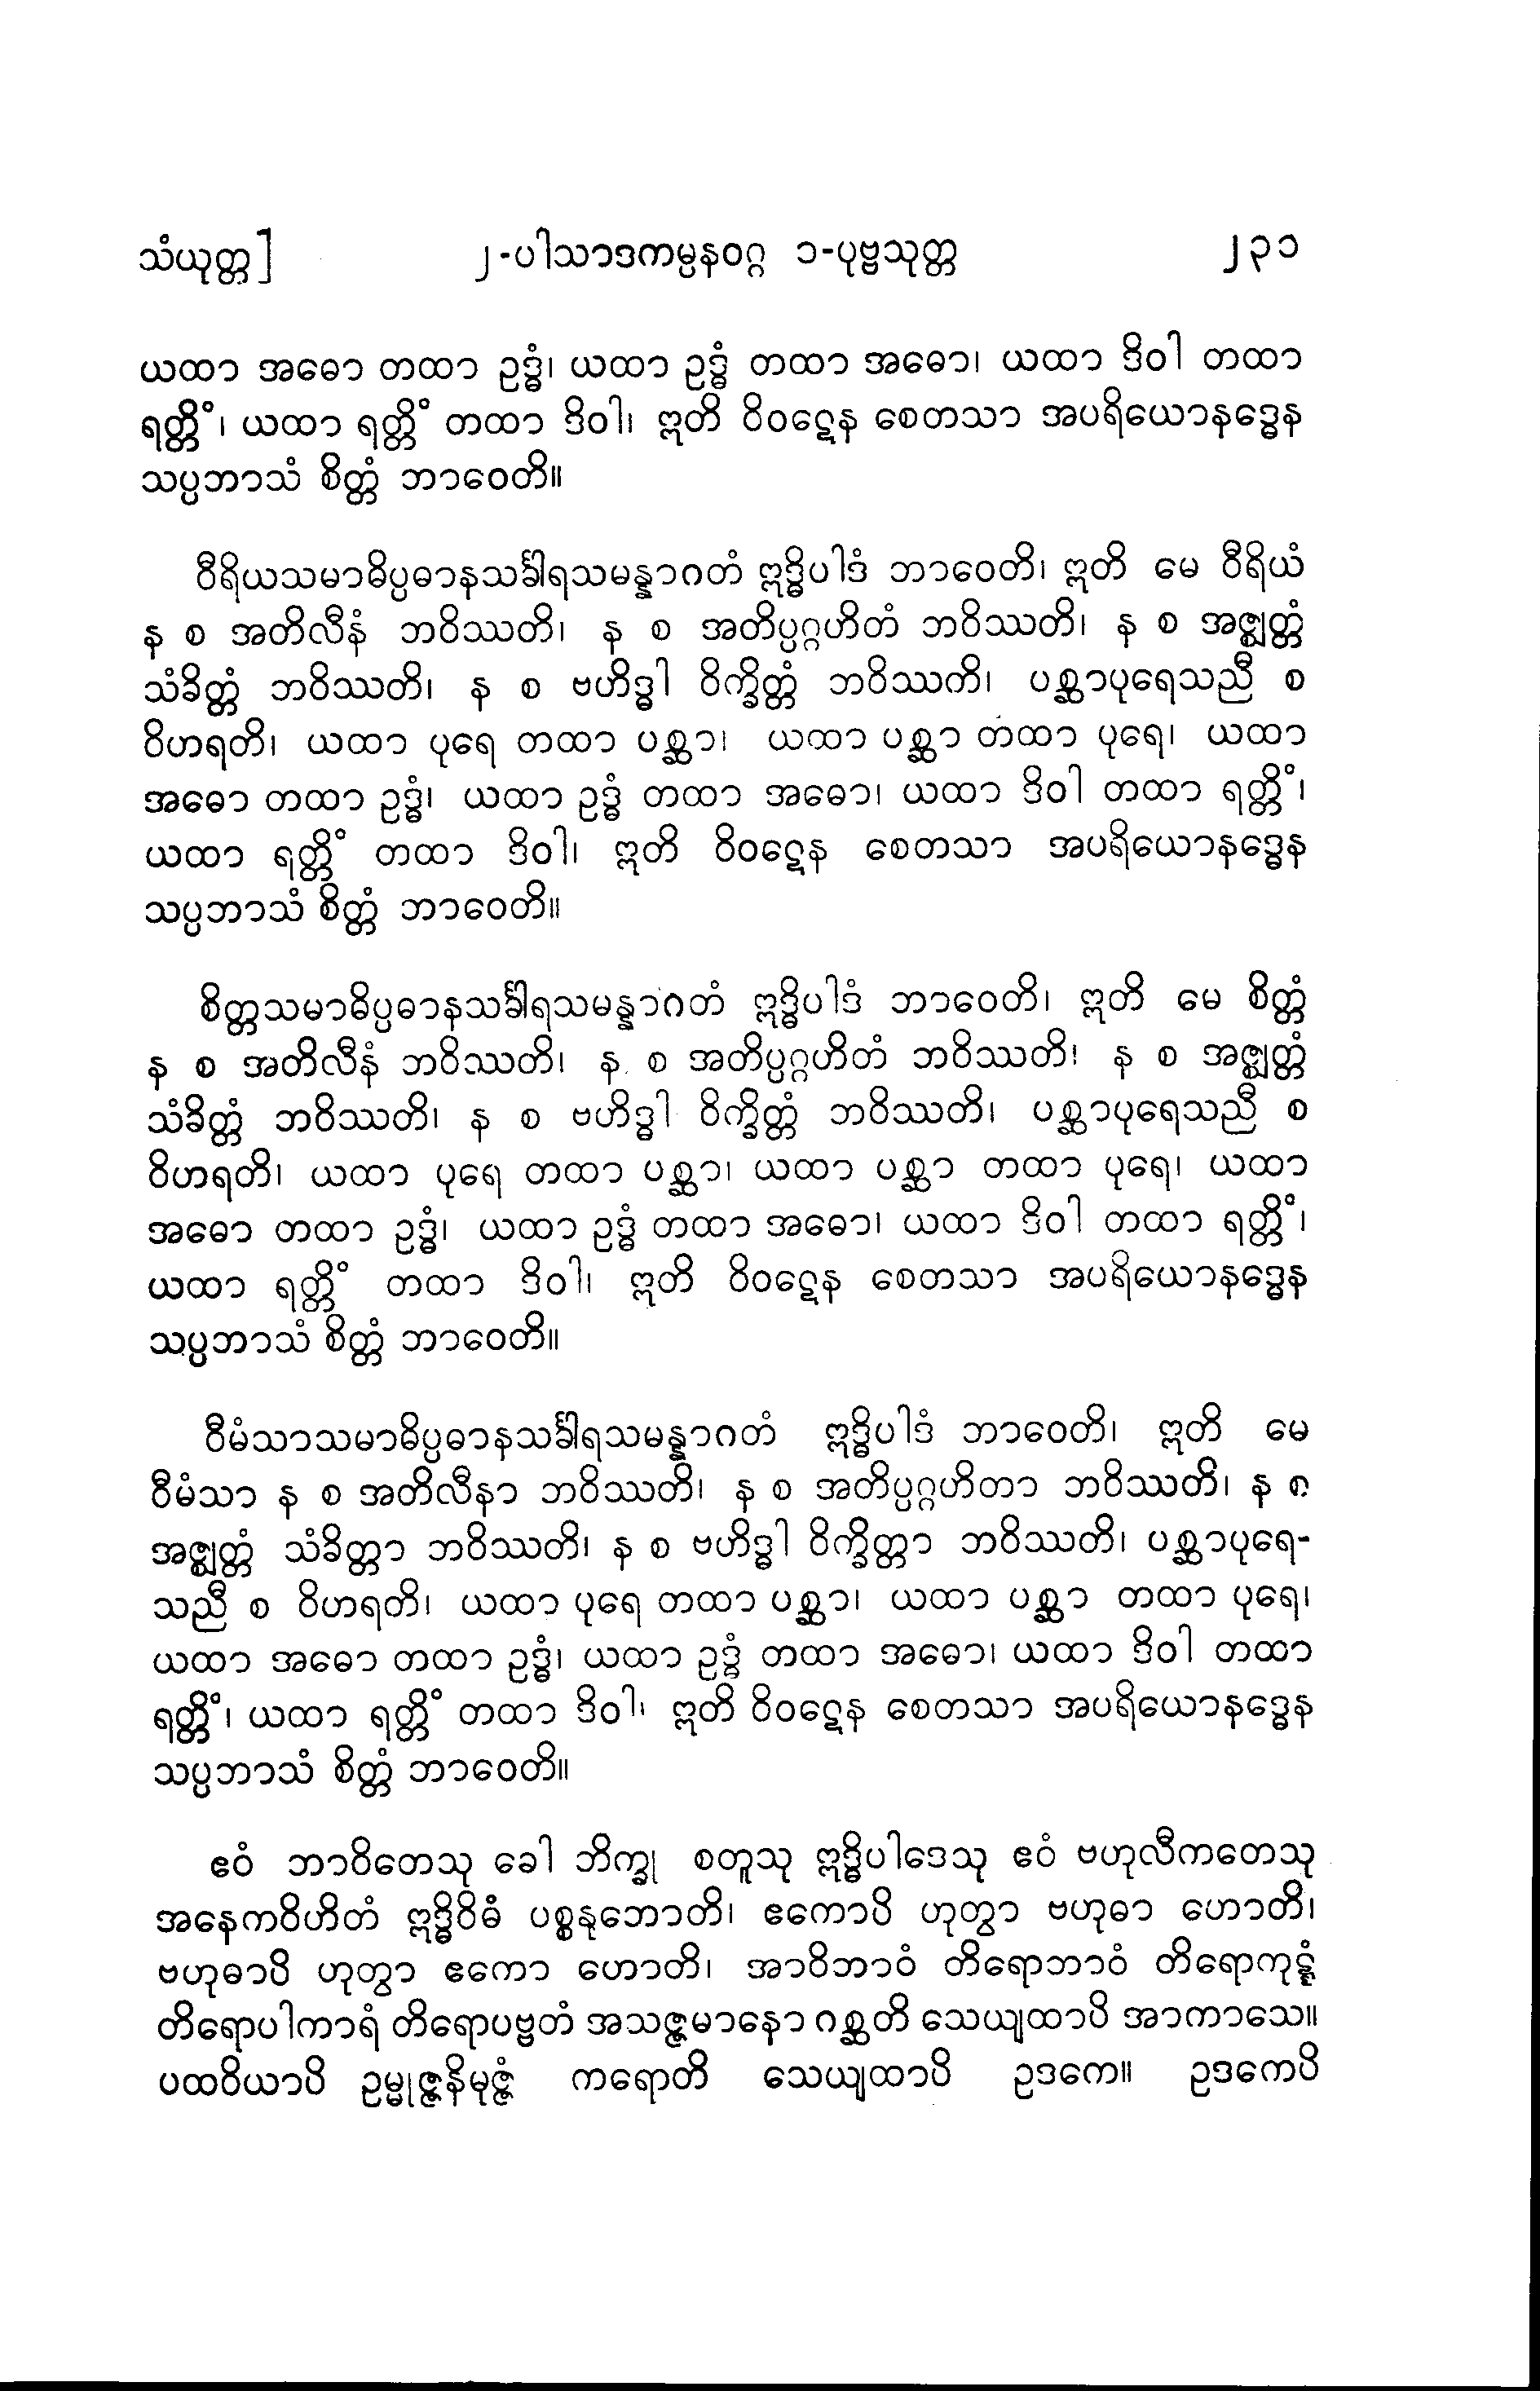 သံယုတ္တ] ၂-ပါသာဒကမ္ပနဝဂ္ဂ ၁-ပုဗ္ဗသုတ္တ ၂၃၁
ယထာ အဓော တထာ ဥဒ္ဓံ၊ ယထာ ဥဒ္ဓံ တထာ အဓော၊ ယထာ ဒိဝါ တထာ
ရတ္တိံ၊ ယထာ ရတ္တိံ တထာ ဒိဝါ၊ ဣတိ ဝိဝဋေန စေတသာ အပရိယောနဒ္ဓေန
သပ္ပဘာသံ စိတ္တံ ဘာဝေတိ။
ဝီရိယသမာဓိပ္ပဓာနသင်္ခါရသမန္နာဂတံ ဣဒ္ဓိပါဒံ ဘာဝေတိ၊ ဣတိ မေ ဝီရိယံ
န စ အတိလီနံ ဘဝိဿတိ၊ န စ အတိပ္ပဂ္ဂဟိတံ ဘဝိဿတိ၊ န စ အဇ္ဈတ္တံ
သံခိတ္တံ ဘဝိဿတိ၊ န စ ဗဟိဒ္ဓါ ဝိက္ခိတ္တံ ဘဝိဿကိ၊ ပစ္ဆာပုရေသညီ စ
ဝိဟရတိ၊ ယထာ ပုရေ တထာ ပစ္ဆာ၊ ယထာ ပစ္ဆာ တထာ ပုရေ၊ ယထာ
အဓော တထာ ဥဒ္ဓံ၊ ယထာ ဥဒ္ဓံ တထာ အဓော၊ ယထာ ဒိဝါ တထာ ရတ္တိံ၊
ယထာ ရတ္တိံ တထာ ဒိဝါ၊ ဣတိ ဝိဝဋေန စေတသာ အပရိယောနဒ္ဓေန
သပ္ပဘာသံ စိတ္တံ ဘာဝေတိ။
စိတ္တသမာဓိပ္ပဓာနသင်္ခါရသမန္နာဂတံ ဣဒ္ဓိပါဒံ ဘာဝေတိ၊ ဣတိ မေ စိတ္တံ
န စ အတိလီနံ ဘဝိဿတိ၊ န စ အတိပ္ပဂ္ဂဟိတံ ဘဝိဿတိ၊ န စ အဇ္ဈတ္တံ
သံခိတ္တံ ဘဝိဿတိ၊ န စ ဗဟိဒ္ဓါ ဝိက္ခိတ္တံ ဘဝိဿတိ၊ ပစ္ဆာပုရေသညီ စ
ဝိဟရတိ၊ ယထာ ပုရေ တထာ ပစ္ဆာ၊ ယထာ ပစ္ဆာ တထာ ပုရေ၊ ယထာ
အဓော တထာ ဥဒ္ဓံ၊ ယထာ ဥဒ္ဓံ တထာ အဓော၊ ယထာ ဒိဝါ တထာ ရတ္တိံ၊
ယထာ ရတ္တိံ တထာ ဒိဝါ၊ ဣတိ ဝိဝဋေန စေတသာ အပရိယောနဒ္ဓေန
သပ္ပဘာသံ စိတ္တံ ဘာဝေတိ။
ဝီမံသာသမာဓိပ္ပဓာနသင်္ခါရသမန္နာဂတံ ဣဒ္ဓိပါဒံ ဘာဝေတိ၊ ဣတိ မေ
ဝီမံသာ န စ အတိလီနာ ဘဝိဿတိ၊ န စ အတိပ္ပဂ္ဂဟိတာ ဘဝိဿတိ၊ န စ
အဇ္ဈတ္တံ သံခိတ္တာ ဘဝိဿတိ၊ န စ ဗဟိဒ္ဓါ ဝိက္ခိတ္တာ ဘဝိဿတိ၊ ပစ္ဆာပုရေ-
သညီ စ ဝိဟရတိ၊ ယထာ ပုရေ တထာ ပစ္ဆာ၊ ယထာ ပစ္ဆာ တထာ ပုရေ၊
ယထာ အဓော တထာ ဥဒ္ဓံ၊ ယထာ ဥဒ္ဓံ တထာ အဓော၊ ယထာ ဒိဝါ တထာ
ရတ္တိံ၊ ယထာ ရတ္တိံ တထာ ဒိဝါ၊ ဣတိ ဝိဝဋေန စေတသာ အပရိယောနဒ္ဓေန
သပ္ပဘာသံ စိတ္တံ ဘာဝေတိ။
ဧဝံ ဘာဝိတေသု ခေါ ဘိက္ခု စတူသု ဣဒ္ဓိပါဒေသု ဧဝံ ဗဟုလီကတေသု
အနေကဝိဟိတံ ဣဒ္ဓိဝိဓံ ပစ္စနုဘောတိ၊ ဧကောပိ ဟုတွာ ဗဟုဓာ ဟောတိ၊
ဗဟုဓာပိ ဟုတွာ ဧကော ဟောတိ၊ အာဝိဘာဝံ တိရောဘာဝံ တိရောကုဋ္ဋံ
တိရောပါကာရံ တိရောပဗ္ဗတံ အသဇ္ဇမာနော ဂစ္ဆတိ သေယျထာပိ အာကာသေ။
ပထဝိယာပိ ဥမ္မုဇ္ဇနိမုဇ္ဇံ ကရောတိ သေယျထာပိ ဥဒကေ။ ဥဒကေပိ